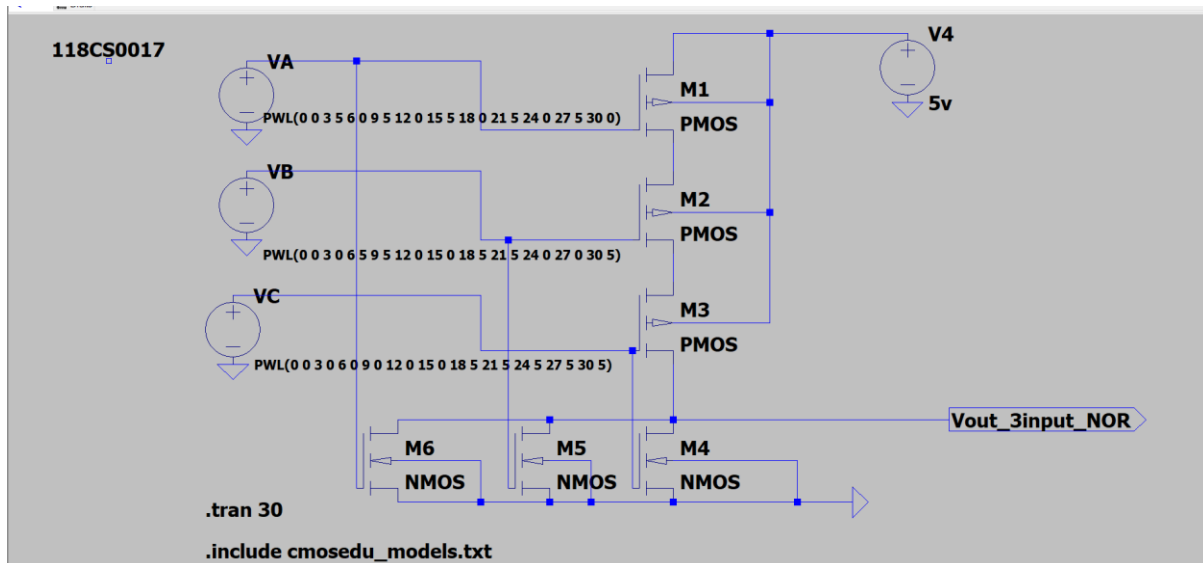 118CS0017
VA
PWL(0 0 3 5 6 0 9 5 12 0 15 5 18 0 21 5 24 0 27 5 30 0)
M1
PMOS
V4
5v
VB
PWL(0 0 3 0 6 5 9 5 12 0 15 0 18 5 21 5 24 0 27 0 30 5)
M2
PMOS
VC
PWL(0 0 3 0 6 0 9 0 12 0 15 0 18 5 21 5 24 5 27 5 30 5)
M3
PMOS
Vout_3input_NOR
M6
NMOS
M5
NMOS
M4
NMOS
.tran 30
.include cmosedu_models.txt